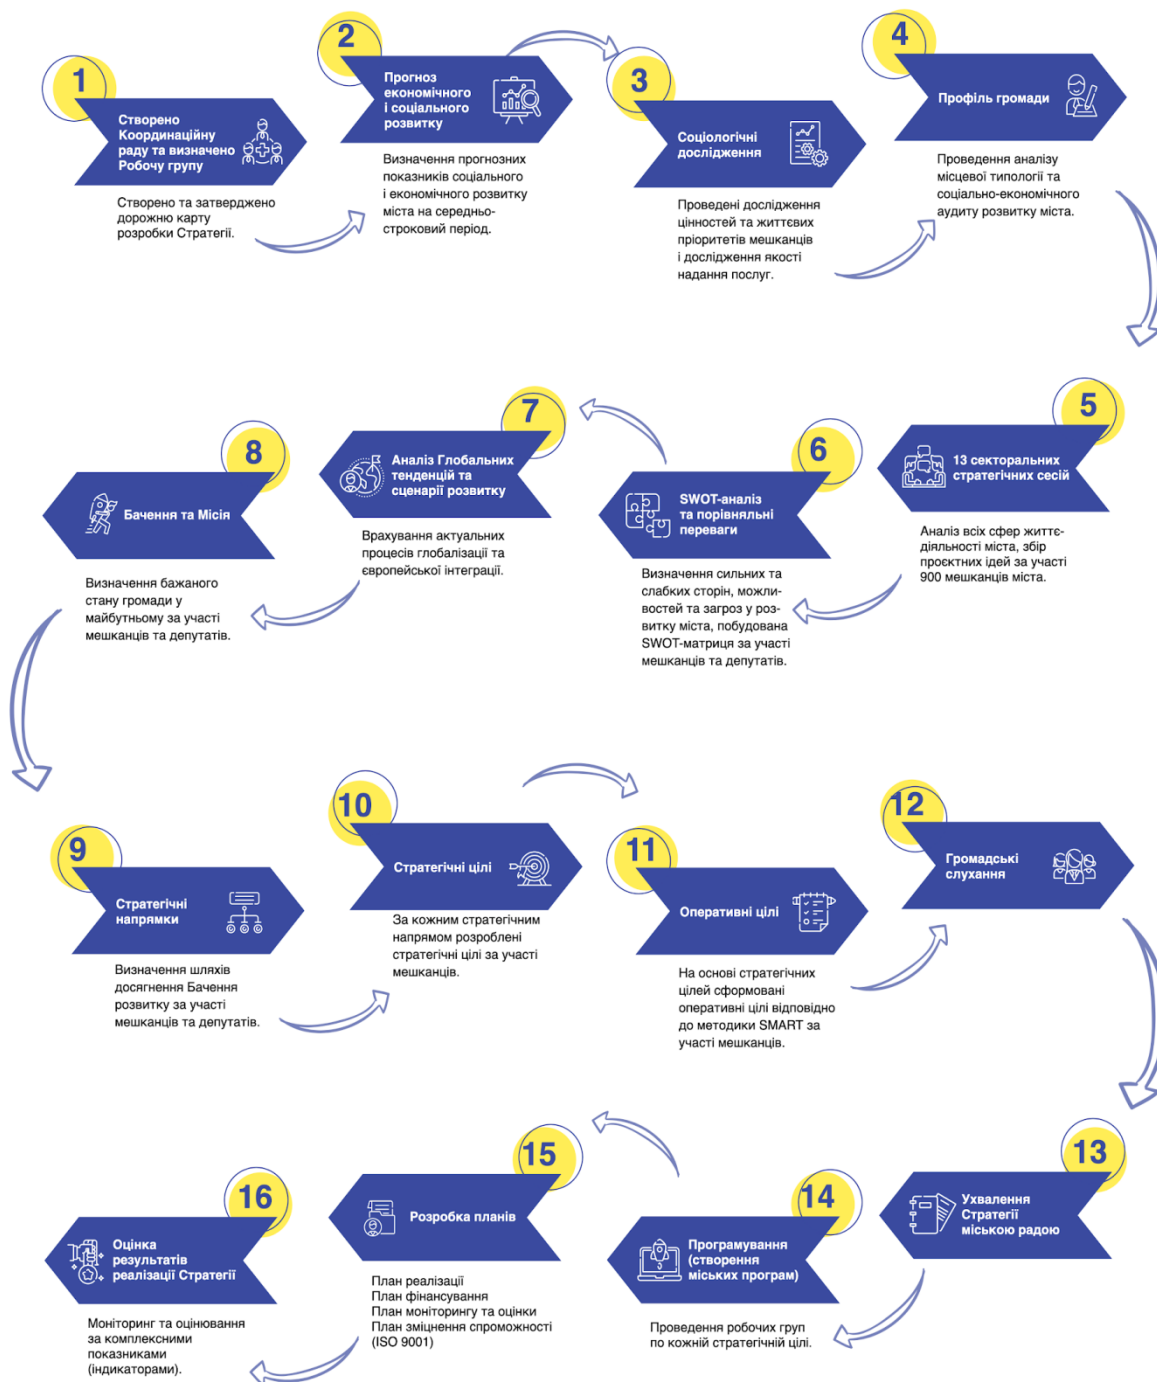 1
Створено
Координаційну
раду та визначено
Робочу групу
Створено та затверджено
дорожню карту
розробки Стратегії.
2
Прогноз
економічного
і соціального
розвитку
Визначення прогнозних
показників соціального
і економічного розвитку
міста на середньо-
строковий період.
3
Соціологічні
дослідження
Проведені дослідження
цінностей та життєвих
пріоритетів мешканців
і дослідження якості
надання послуг.
4
Профіль громади
Проведення аналізу
місцевої типології та
соціально-економічного
аудиту розвитку міста.
5
13 секторальних
стратегічних сесій
Аналіз всіх сфер життє-
діяльності міста, збір
проєктних ідей за участі
900 мешканців міста.
6
SWOT-аналіз
та порівняльні
переваги
Визначення сильних та
слабких сторін, можли-
востей та загроз у роз-
витку міста, побудована
SWOT-матриця за участі
мешканців та депутатів.
7
Аналіз Глобальних
тенденцій та
сценарії розвитку
Врахування актуальних
процесів глобалізації та
європейської інтеграції.
8
Бачення та Місія
Визначення бажаного
стану громади у
майбутньому за участі
мешканців та депутатів.
9
Стратегічні
напрямки
Визначення шляхів
досягнення Бачення
розвитку за участі
мешканців та депутатів.
10
Стратегічні цілі
За кожним стратегічним
напрямом розроблені
стратегічні цілі за участі
мешканців.
11
Оперативні цілі
На основі стратегічних
цілей сформовані
оперативні цілі відповідно
до методики SMART за
участі мешканців.
12
Громадські
слухання
13
Ухвалення
Стратегії
міською радою
14
Програмування
(створення
міських програм)
Проведення робочих груп
по кожній стратегічній цілі.
15
Розробка планів
План реалізації
План фінансування
План моніторингу та оцінки
План зміцнення спроможності
(ISO 9001)
16
Оцінка
результатів
реалізації Стратегії
Моніторинг та оцінювання
за комплексними
показниками
(індикаторами).